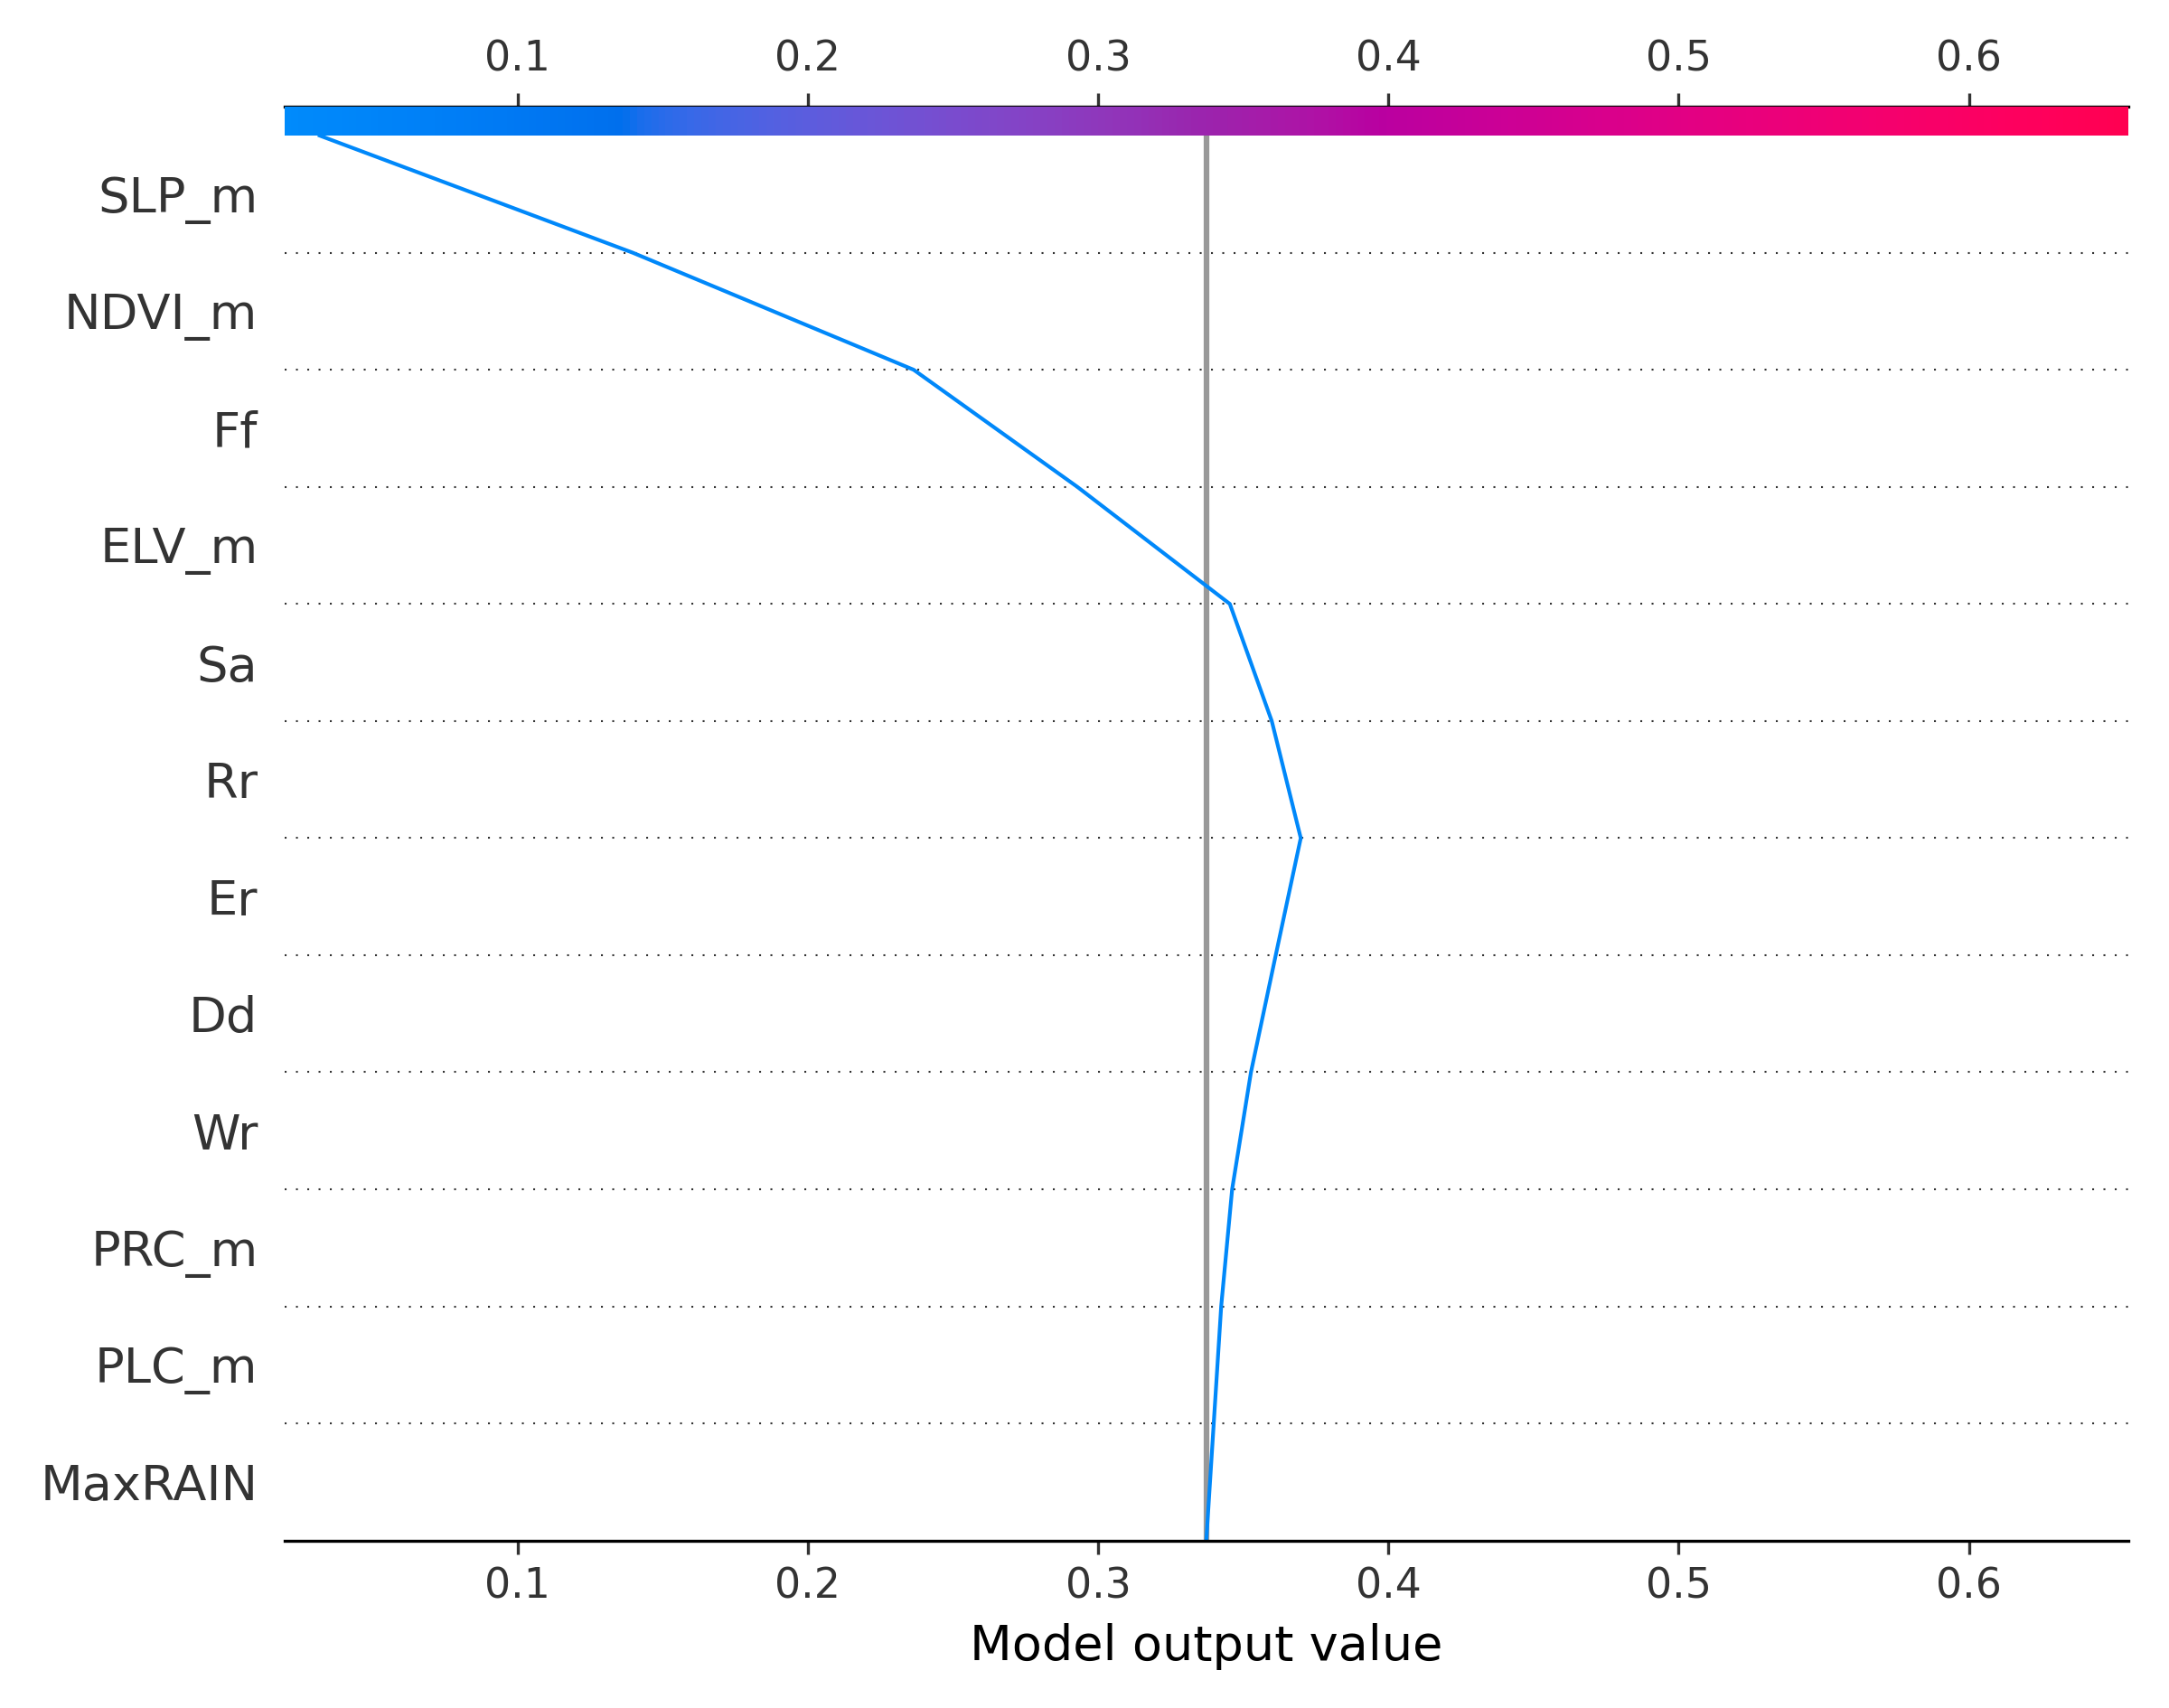 0.1 0.2 0.3 0.4 0.5 0.6
SLP_m
NDVI_m
Ff
ELV_m
Sa
Rr
Er
Dd
Wr
PRC_m
PLC_m
MaxRAIN
0.1 0.2 0.3 0.4 0.5 0.6
Model output value